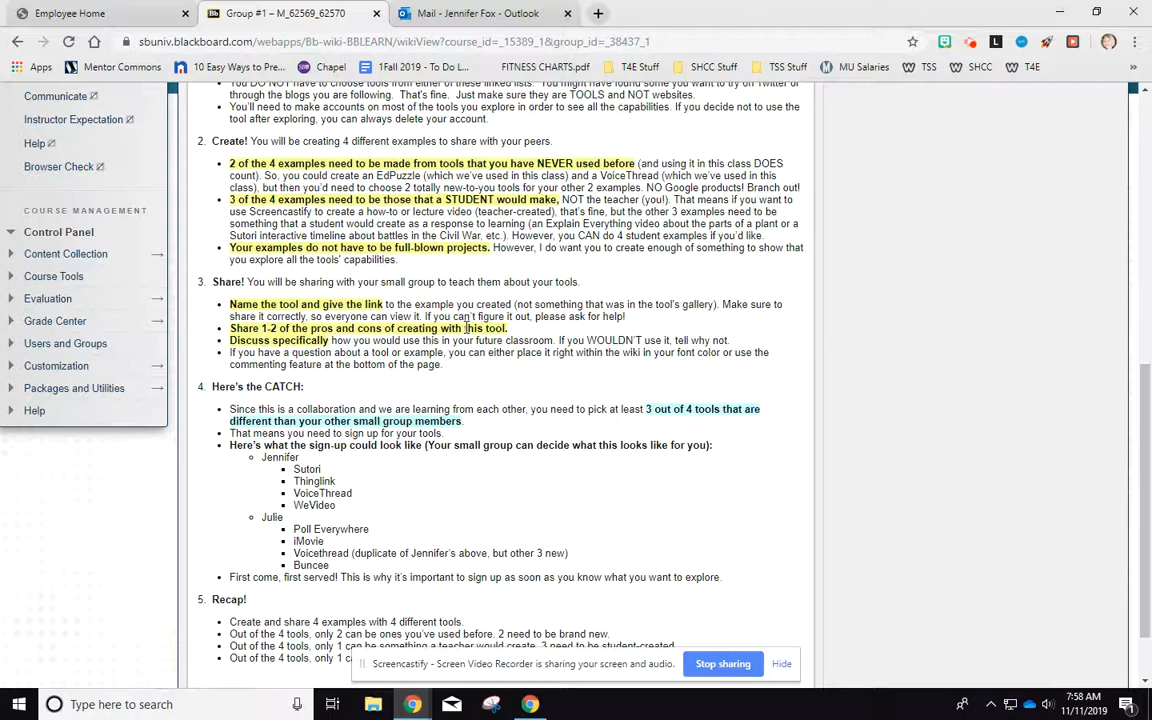 Employee Home
Group #1 – M_62569_62570
Mail - Jennifer Fox - Outlook
sbuniv.blackboard.com/webapps/Bb-wiki-BBLEARN/wikiView?course_id=_15389_1&group_id=_38437_1
Apps
Mentor Commons
10 Easy Ways to Pre...
Chapel
1Fall 2019 - To Do L...
FITNESS CHARTS.pdf
T4E Stuff
SHCC Stuff
TSS Stuff
MU Salaries
TSS
SHCC
T4E
Communicate
Instructor Expectation
Help
Browser Check
COURSE MANAGEMENT
Control Panel
Content Collection
Course Tools
Evaluation
Grade Center
Users and Groups
Customization
Packages and Utilities
Help
You DO NOT have to choose tools from either of these linked lists. You might have found some you want to try on Twitter or
through the blogs you are following. That's fine. Just make sure they are TOOLS and NOT websites.
You'll need to make accounts on most of the tools you explore in order to see all the capabilities. If you decide not to use the
tool after exploring, you can always delete your account.
2. Create! You will be creating 4 different examples to share with your peers.
2 of the 4 examples need to be made from tools that you have NEVER used before (and using it in this class DOES
count). So, you could create an EdPuzzle (which we've used in this class) and a VoiceThread (which we've used in this
class), but then you'd need to choose 2 totally new-to-you tools for your other 2 examples. NO Google products! Branch out!
3 of the 4 examples need to be those that a STUDENT would make, NOT the teacher (you!). That means if you want to
use Screencastify to create a how-to or lecture video (teacher-created), that's fine, but the other 3 examples need to be
something that a student would create as a response to learning (an Explain Everything video about the parts of a plant or a
Sutori interactive timeline about battles in the Civil War, etc.). However, you CAN do 4 student examples if you'd like.
Your examples do not have to be full-blown projects. However, I do want you to create enough of something to show that
you explore all the tools' capabilities.
3. Share! You will be sharing with your small group to teach them about your tools.
Name the tool and give the link to the example you created (not something that was in the tool's gallery). Make sure to
share it correctly, so everyone can view it. If you can't figure it out, please ask for help!
Share 1-2 of the pros and cons of creating with this tool.
Discuss specifically how you would use this in your future classroom. If you WOULDN'T use it, tell why not.
If you have a question about a tool or example, you can either place it right within the wiki in your font color or use the
commenting feature at the bottom of the page.
4. Here's the CATCH:
Since this is a collaboration and we are learning from each other, you need to pick at least 3 out of 4 tools that are
different than your other small group members.
That means you need to sign up for your tools.
Here's what the sign-up could look like (Your small group can decide what this looks like for you):
Jennifer
Sutori
Thinglink
VoiceThread
WeVideo
Julie
Poll Everywhere
iMovie
Voicethread (duplicate of Jennifer's above, but other 3 new)
Buncee
First come, first served! This is why it's important to sign up as soon as you know what you want to explore.
5. Recap!
Create and share 4 examples with 4 different tools.
Out of the 4 tools, only 2 can be ones you've used before. 2 need to be brand new.
Out of the 4 tools, only 1 can be something a teacher would create. 3 need to be student-created.
Out of the 4 tools, only 1 c
Screencastify - Screen Video Recorder is sharing your screen and audio.
Stop sharing
Hide
Type here to search
7:58 AM
11/11/2019
1